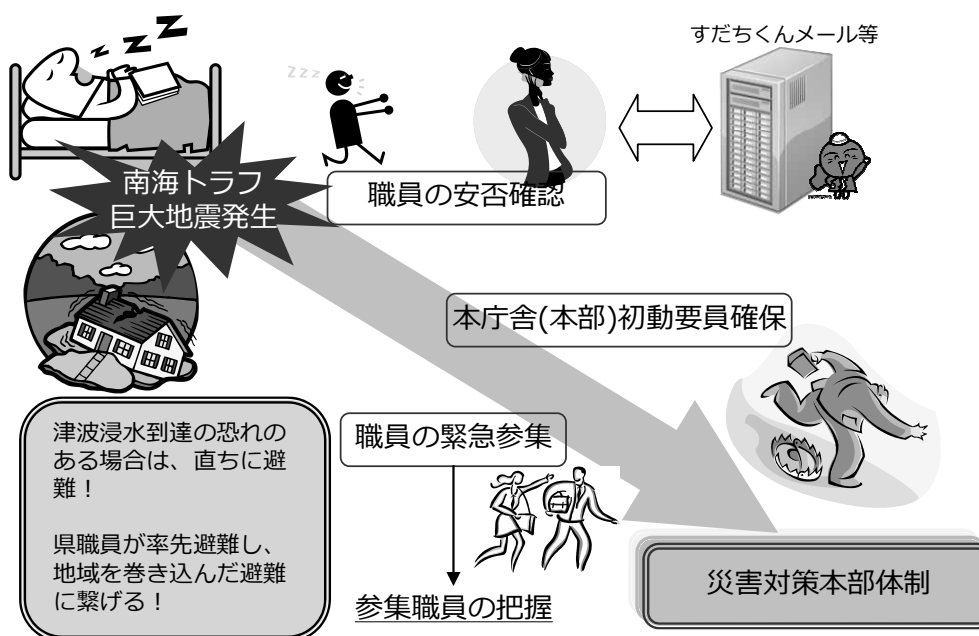 zzZ
zzz
すだちくんメール等
南海トラフ
巨大地震発生
職員の安否確認
本庁舎(本部)初動要員確保
津波浸水到達の恐れの
ある場合は、直ちに避
難！
県職員が率先避難し、
地域を巻き込んだ避難
に繋げる！
職員の緊急参集
参集職員の把握
災害対策本部体制